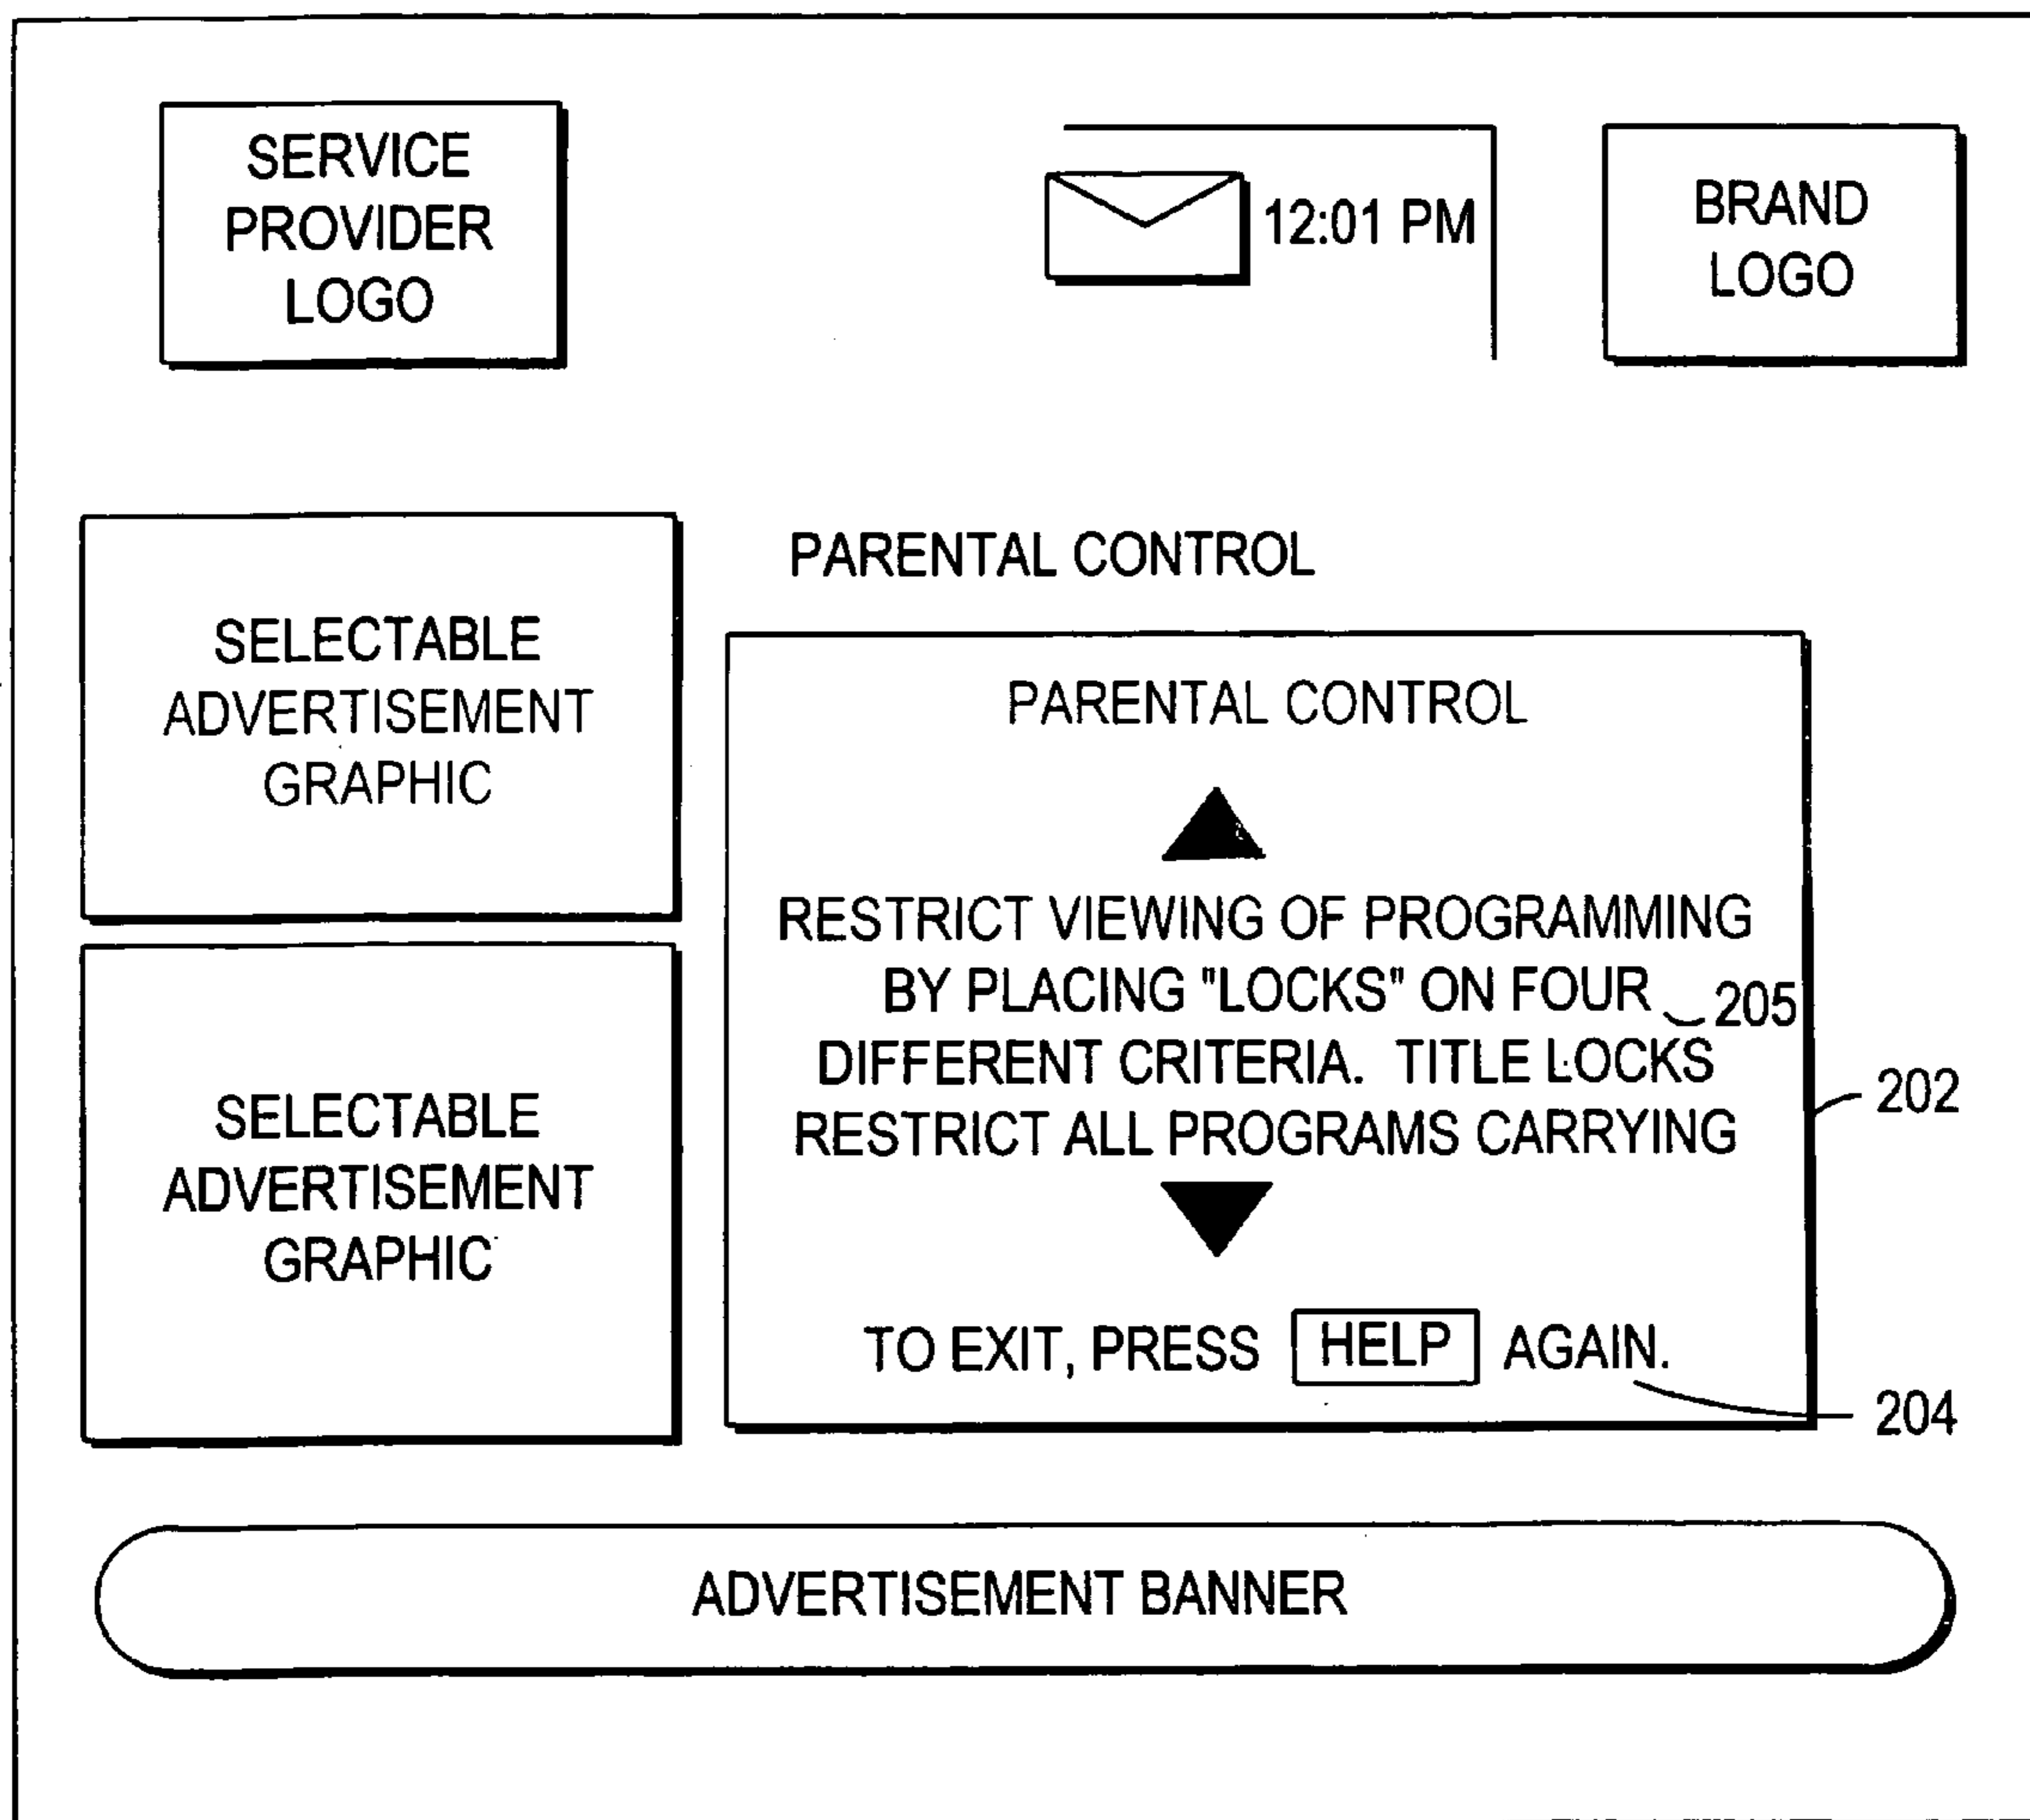 SERVICE
PROVIDER
LOGO
12:01 PM
BRAND
LOGO
SELECTABLE
ADVERTISEMENT
GRAPHIC
SELECTABLE
ADVERTISEMENT
GRAPHIC
PARENTAL CONTROL
PARENTAL CONTROL
RESTRICT VIEWING OF PROGRAMMING
BY PLACING "LOCKS" ON FOUR
205
DIFFERENT CRITERIA. TITLE LOCKS
202
RESTRICT ALL PROGRAMS CARRYING
TO EXIT, PRESS HELP AGAIN.
204
ADVERTISEMENT BANNER